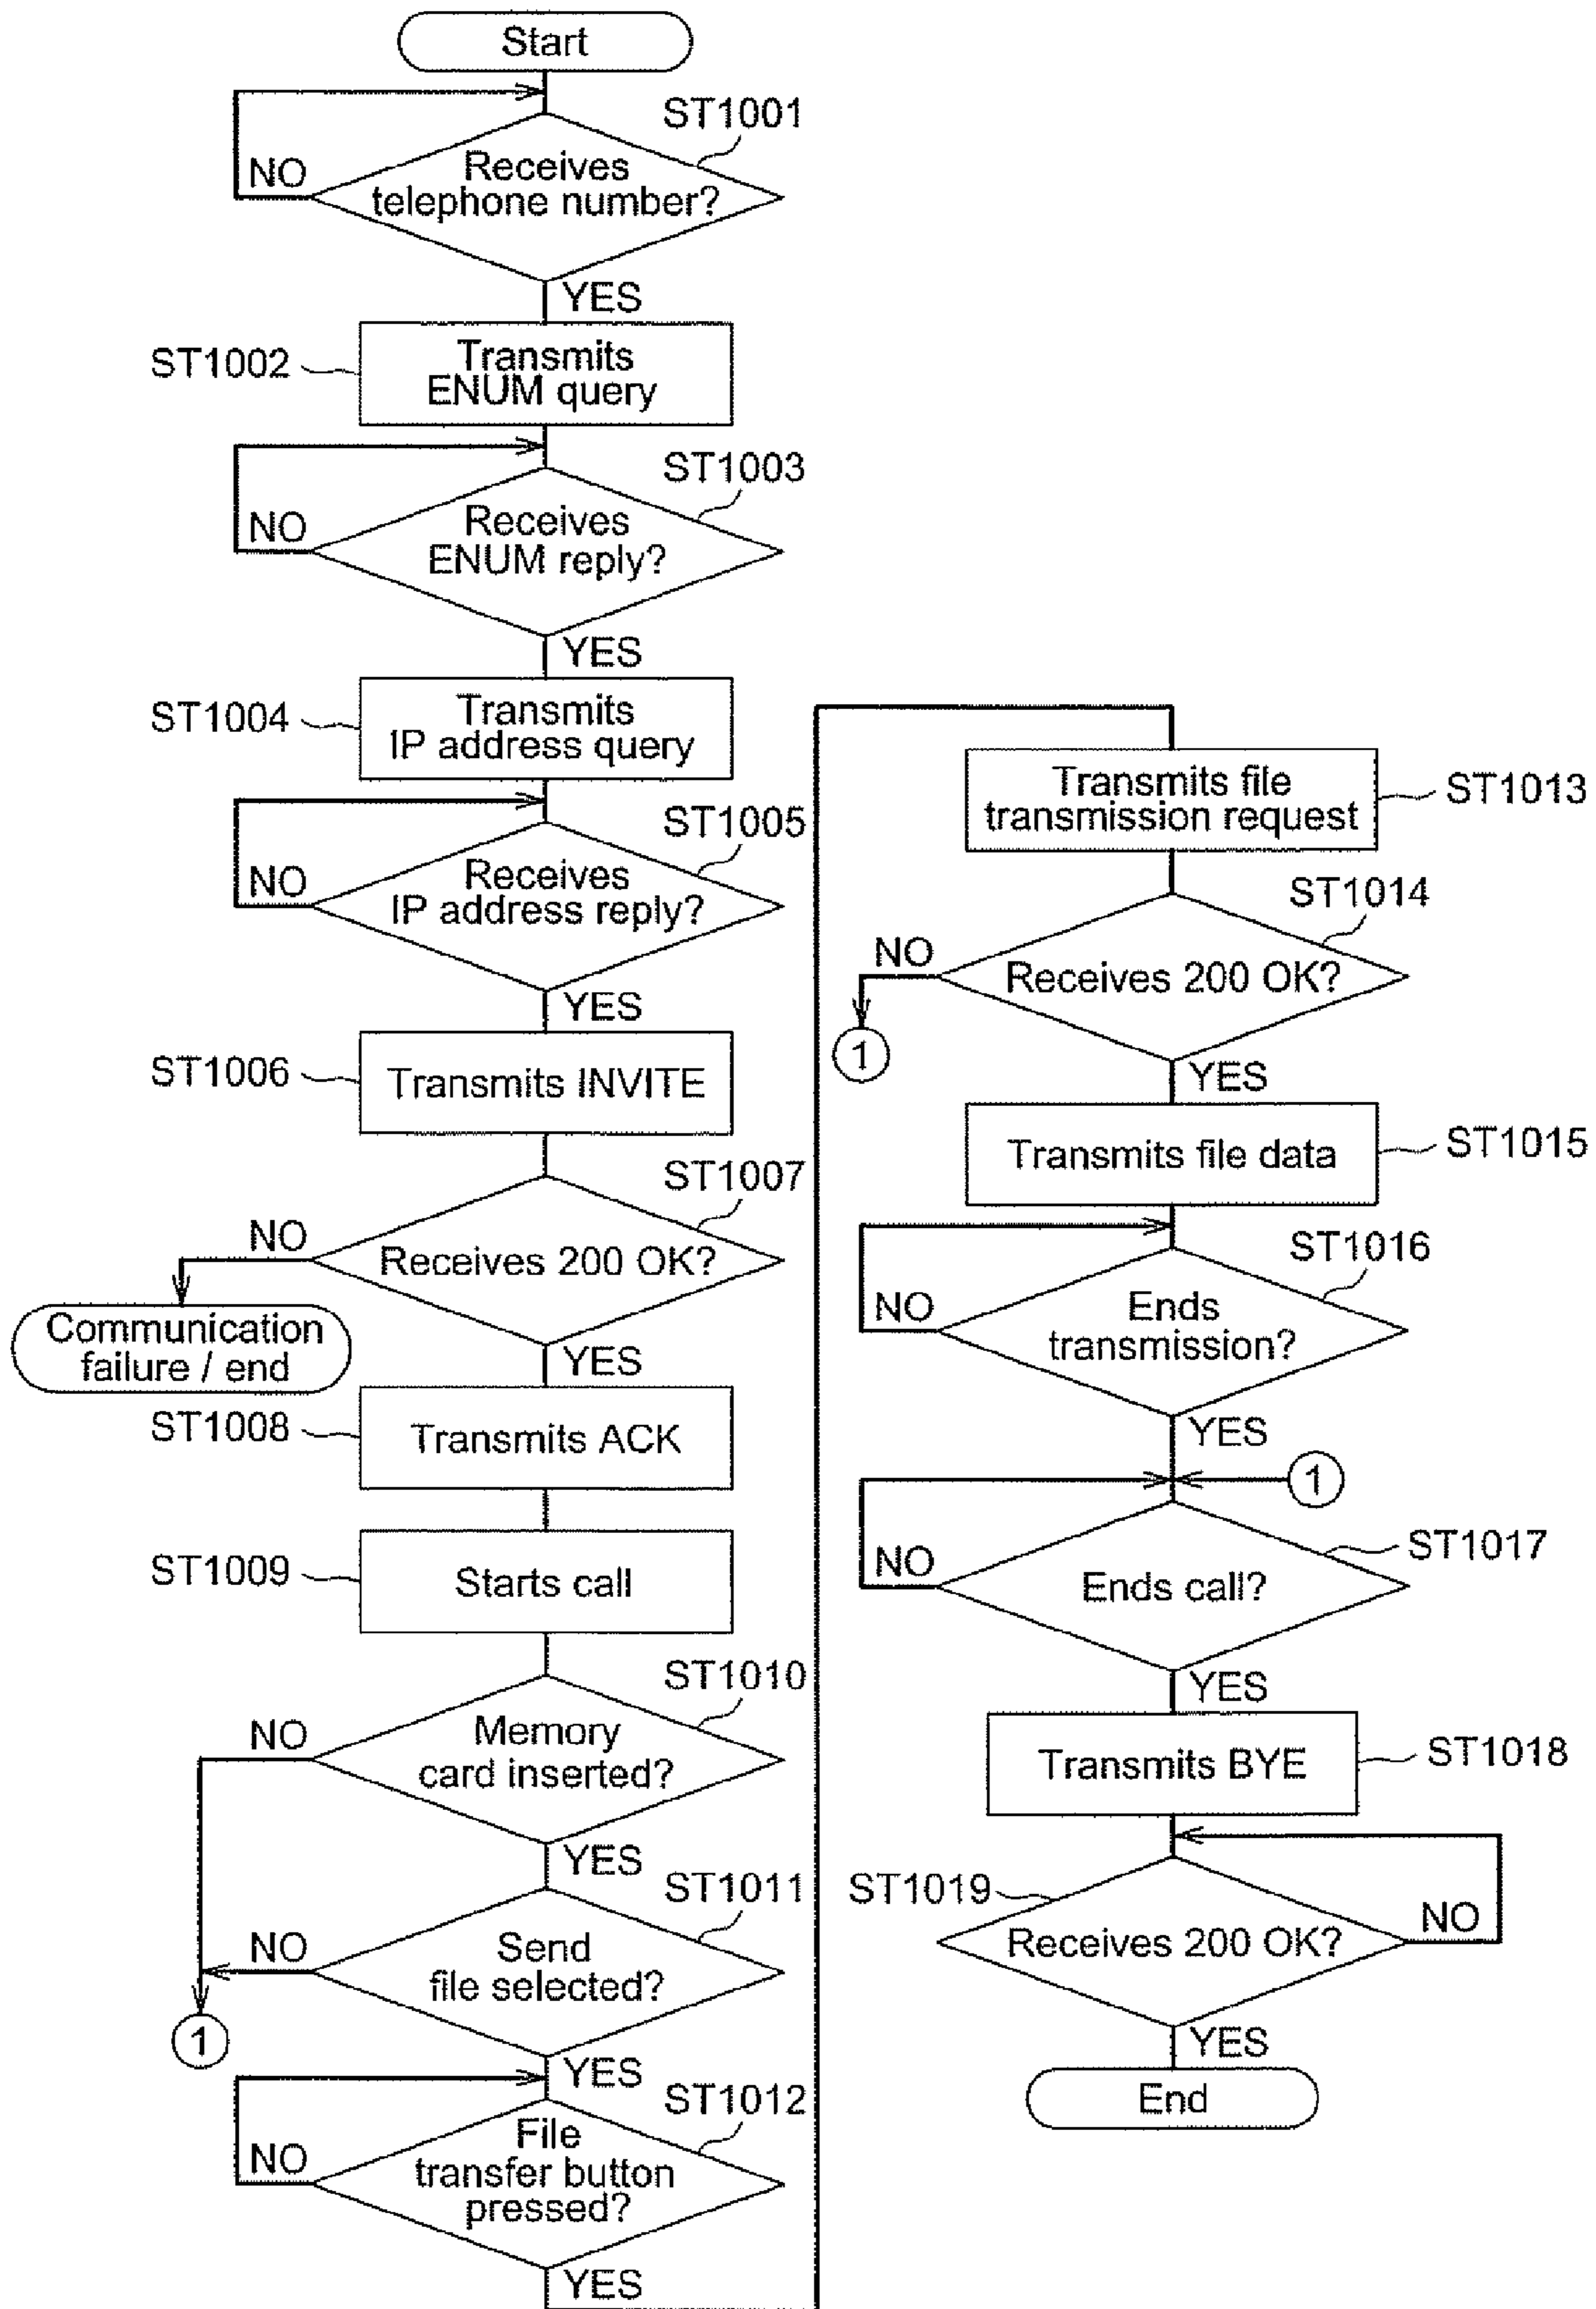 Start
ST1001
Receives
telephone number?
NO
YES
ST1002
Transmits
ENUM query
ST1003
Receives
ENUM reply?
NO
YES
ST1004
Transmits
IP address query
ST1005
Receives
IP address reply?
NO
YES
ST1006
Transmits INVITE
ST1007
Receives 200 OK?
NO
Communication
failure / end
YES
ST1008
Transmits ACK
ST1009
Starts call
ST1010
Memory
card inserted?
NO
YES
ST1011
Send
file selected?
NO
1
YES
ST1012
File
transfer button
pressed?
NO
YES
Transmits file
transmission request
ST1013
ST1014
Receives 200 OK?
NO
1
YES
Transmits file data
ST1015
ST1016
Ends
transmission?
NO
YES
1
ST1017
Ends call?
NO
YES
Transmits BYE
ST1018
ST1019
Receives 200 OK?
NO
YES
End